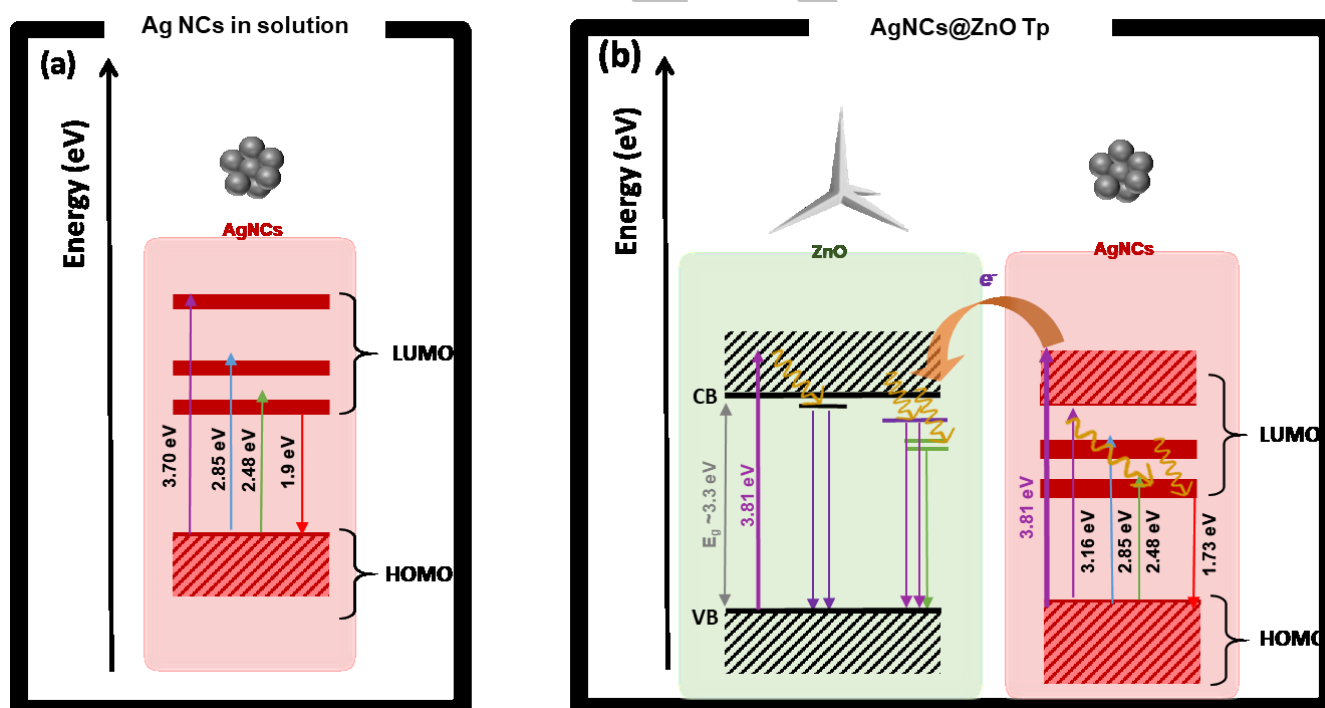 Ag NCs in solution
(a)
Energy (eV)
AgNCs
LUMO
3.70 eV
2.85 eV
2.48 eV
1.9 eV
HOMO
AgNCs@ZnO Tp
(b)
Energy (eV)
ZnO
AgNCs
e-
CB
LUMO
Eg ~3.3 eV
3.81 eV
3.81 eV
3.16 eV
2.85 eV
2.48 eV
1.73 eV
VB
HOMO